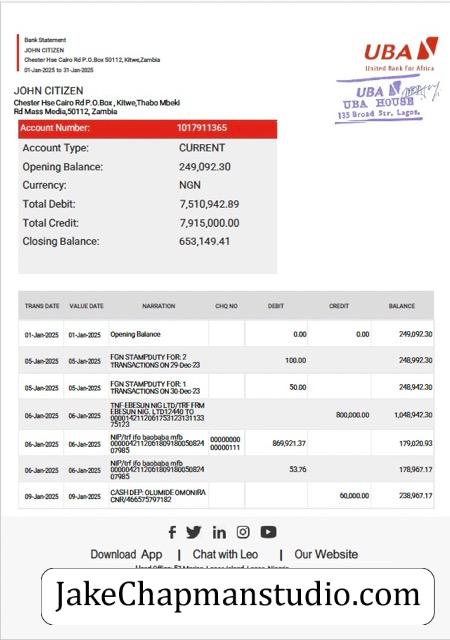 Bank Statement
JOHN CITIZEN
Chester Hse Cairo Rd P.O.Box 50112, Kitwe,Zambia
01-Jan-2025 to 31-Jan-2025
UBA
United Bank for Africa
JOHN CITIZEN
Chester Hse Cairo Rd P.O.Box , Kitwe,Thabo Mbeki
Rd Mass Media,50112, Zambia
UBA
UBA HOUSE
135 Broad Str, Lagos.
Account Number: 1017911365
Account Type: CURRENT
Opening Balance: 249,092.30
Currency: NGN
Total Debit: 7,510,942.89
Total Credit: 7,915,000.00
Closing Balance: 653,149.41
TRANS DATE VALUE DATE NARRATION CHQ NO DEBIT CREDIT BALANCE
01-Jan-2025 01-Jan-2025 Opening Balance 0.00 0.00 249,092.30
05-Jan-2025 05-Jan-2025 FGN STAMPDUTY FOR: 2 100.00 248,992.30
TRANSACTIONS ON 29-Dec-23
05-Jan-2025 05-Jan-2025 FGN STAMPDUTY FOR: 1 50.00 248,942.30
TRANSACTIONS ON 30-Dec-23
06-Jan-2025 06-Jan-2025 TNF-EBESUN NIG LTD/TRF FRM 800,000.00 1,048,942.30
EBESUN NIG. LTD12440 TO
000014211206175312313133
75123
06-Jan-2025 06-Jan-2025 NIP/trf ifo baobaba mfb 00000000 869,921.37 179,020.93
0000042112061809180050824 00000111
07985
06-Jan-2025 06-Jan-2025 NIP/trf ifo baobaba mfb 53.76 178,967.17
0000042112061809180050824
07985
09-Jan-2025 09-Jan-2025 CASH DEP: OLUMIDE OMONIRA 60,000.00 238,967.17
CNR/466575797182
Download App | Chat with Leo | Our Website
JakeChapmanstudio.com